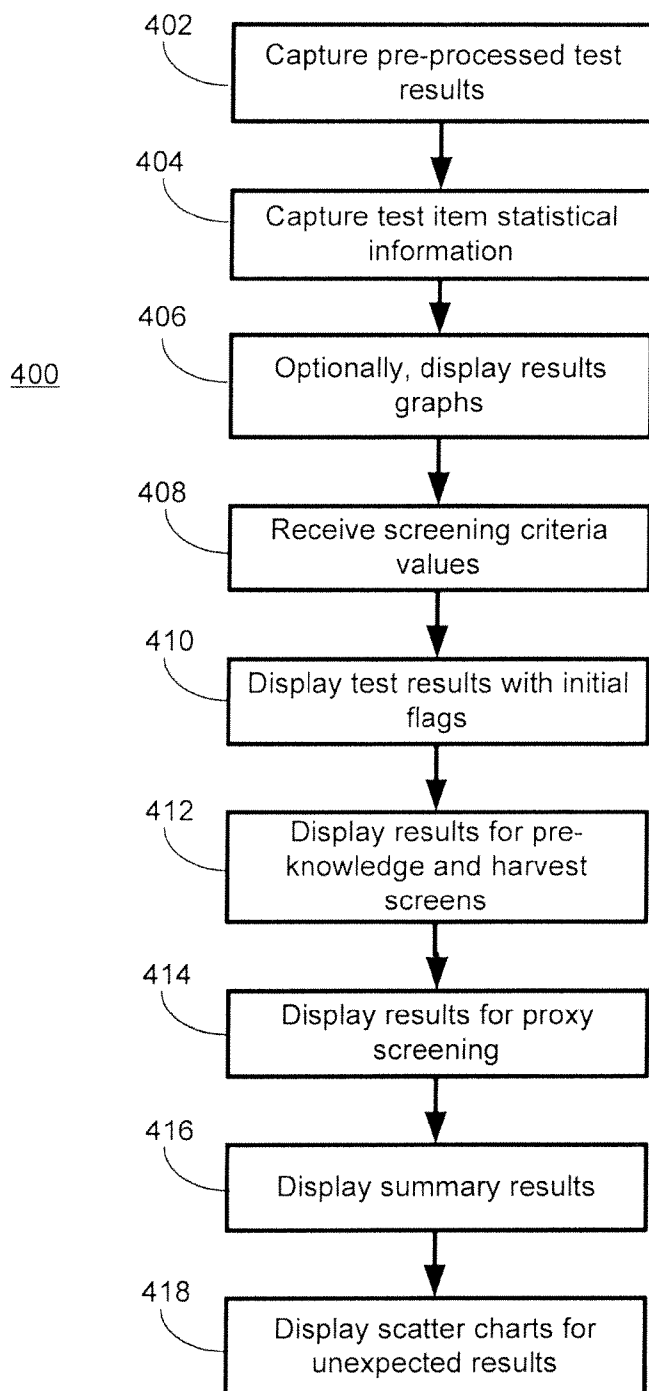 402
Capture pre-processed test
results
404
Capture test item statistical
information
406
400
Optionally, display results
graphs
408
Receive screening criteria
values
410
Display test results with initial
flags
412
Display results for pre-
knowledge and harvest
screens
414
Display results for proxy
screening
416
Display summary results
418
Display scatter charts for
unexpected results